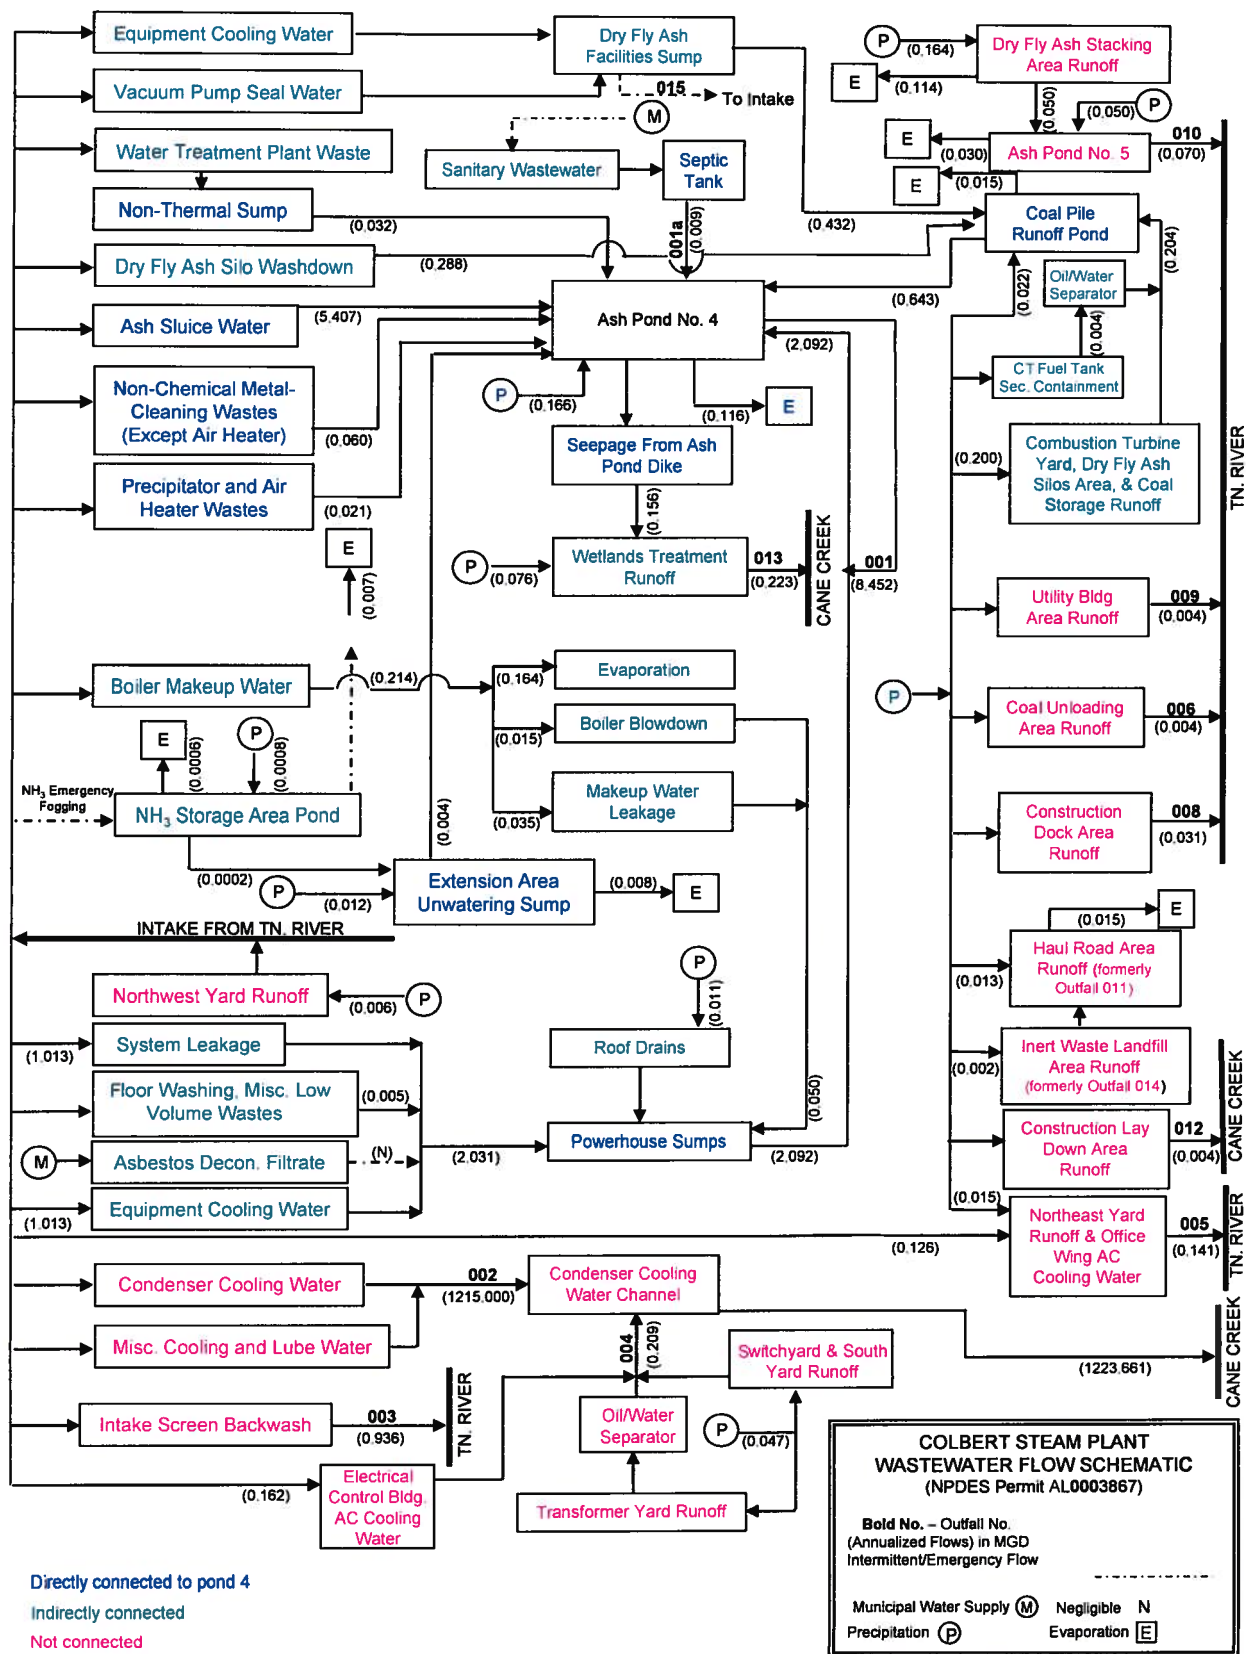 Equipment Cooling Water
Dry Fly Ash
Facilities Sump
P
(0.164)
Dry Fly Ash Stacking
Area Runoff
E
(0.114)
Vacuum Pump Seal Water
015
To Intake
M
(0.050)
(0.050)
P
Water Treatment Plant Waste
Sanitary Wastewater
Septic
Tank
E
(0.030)
Ash Pond No. 5
010
(0.070)
E
(0.015)
Non-Thermal Sump
(0.032)
001a
(0.009)
(0.432)
Coal Pile
Runoff Pond
(0.204)
Dry Fly Ash Silo Washdown
(0.288)
(0.643)
(0.022)
Oil/Water
Separator
(0.004)
Ash Sluice Water
(5.407)
Ash Pond No. 4
(2.092)
CT Fuel Tank
Sec. Containment
Non-Chemical Metal-
Cleaning Wastes
(Except Air Heater)
(0.060)
P
(0.166)
(0.116)
E
Seepage From Ash
Pond Dike
(0.200)
Combustion Turbine
Yard, Dry Fly Ash
Silos Area, & Coal
Storage Runoff
TN. RIVER
Precipitator and Air
Heater Wastes
(0.021)
(0.156)
E
(0.007)
P
(0.076)
Wetlands Treatment
Runoff
013
(0.223)
CANE CREEK
001
(8.452)
Utility Bldg
Area Runoff
009
(0.004)
Boiler Makeup Water
(0.214)
(0.164)
Evaporation
P
(0.015)
Boiler Blowdown
Coal Unloading
Area Runoff
006
(0.004)
E
(0.0006)
P
(0.0008)
NH3 Emergency
Fogging
NH3 Storage Area Pond
(0.004)
(0.035)
Makeup Water
Leakage
Construction
Dock Area
Runoff
008
(0.031)
(0.0002)
P
(0.012)
Extension Area
Unwatering Sump
(0.008)
E
(0.015)
E
INTAKE FROM TN. RIVER
(0.013)
Haul Road Area
Runoff (formerly
Outfall 011)
Northwest Yard Runoff
(0.006)
P
P
(0.011)
System Leakage
(1.013)
Roof Drains
(0.002)
Inert Waste Landfill
Area Runoff
(formerly Outfall 014)
Floor Washing, Misc. Low
Volume Wastes
(0.005)
(0.050)
CANE CREEK
M
Asbestos Decon. Filtrate
(N)
(2.031)
Powerhouse Sumps
(2.092)
Construction Lay
Down Area
Runoff
012
(0.004)
Equipment Cooling Water
(1.013)
(0.015)
(0.126)
Northeast Yard
Runoff & Office
Wing AC
Cooling Water
005
(0.141)
TN. RIVER
Condenser Cooling Water
002
(1215.000)
Condenser Cooling
Water Channel
Misc. Cooling and Lube Water
004
(0.209)
Switchyard & South
Yard Runoff
(1223.661)
CANE CREEK
Intake Screen Backwash
003
(0.936)
TN. RIVER
Oil/Water
Separator
P
(0.047)
(0.162)
Electrical
Control Bldg.
AC Cooling
Water
Transformer Yard Runoff
COLBERT STEAM PLANT
WASTEWATER FLOW SCHEMATIC
(NPDES Permit AL0003867)
Bold No. – Outfall No.
(Annualized Flows) in MGD
Intermittent/Emergency Flow
Municipal Water Supply M Negligible N
Precipitation P Evaporation E
Directly connected to pond 4
Indirectly connected
Not connected